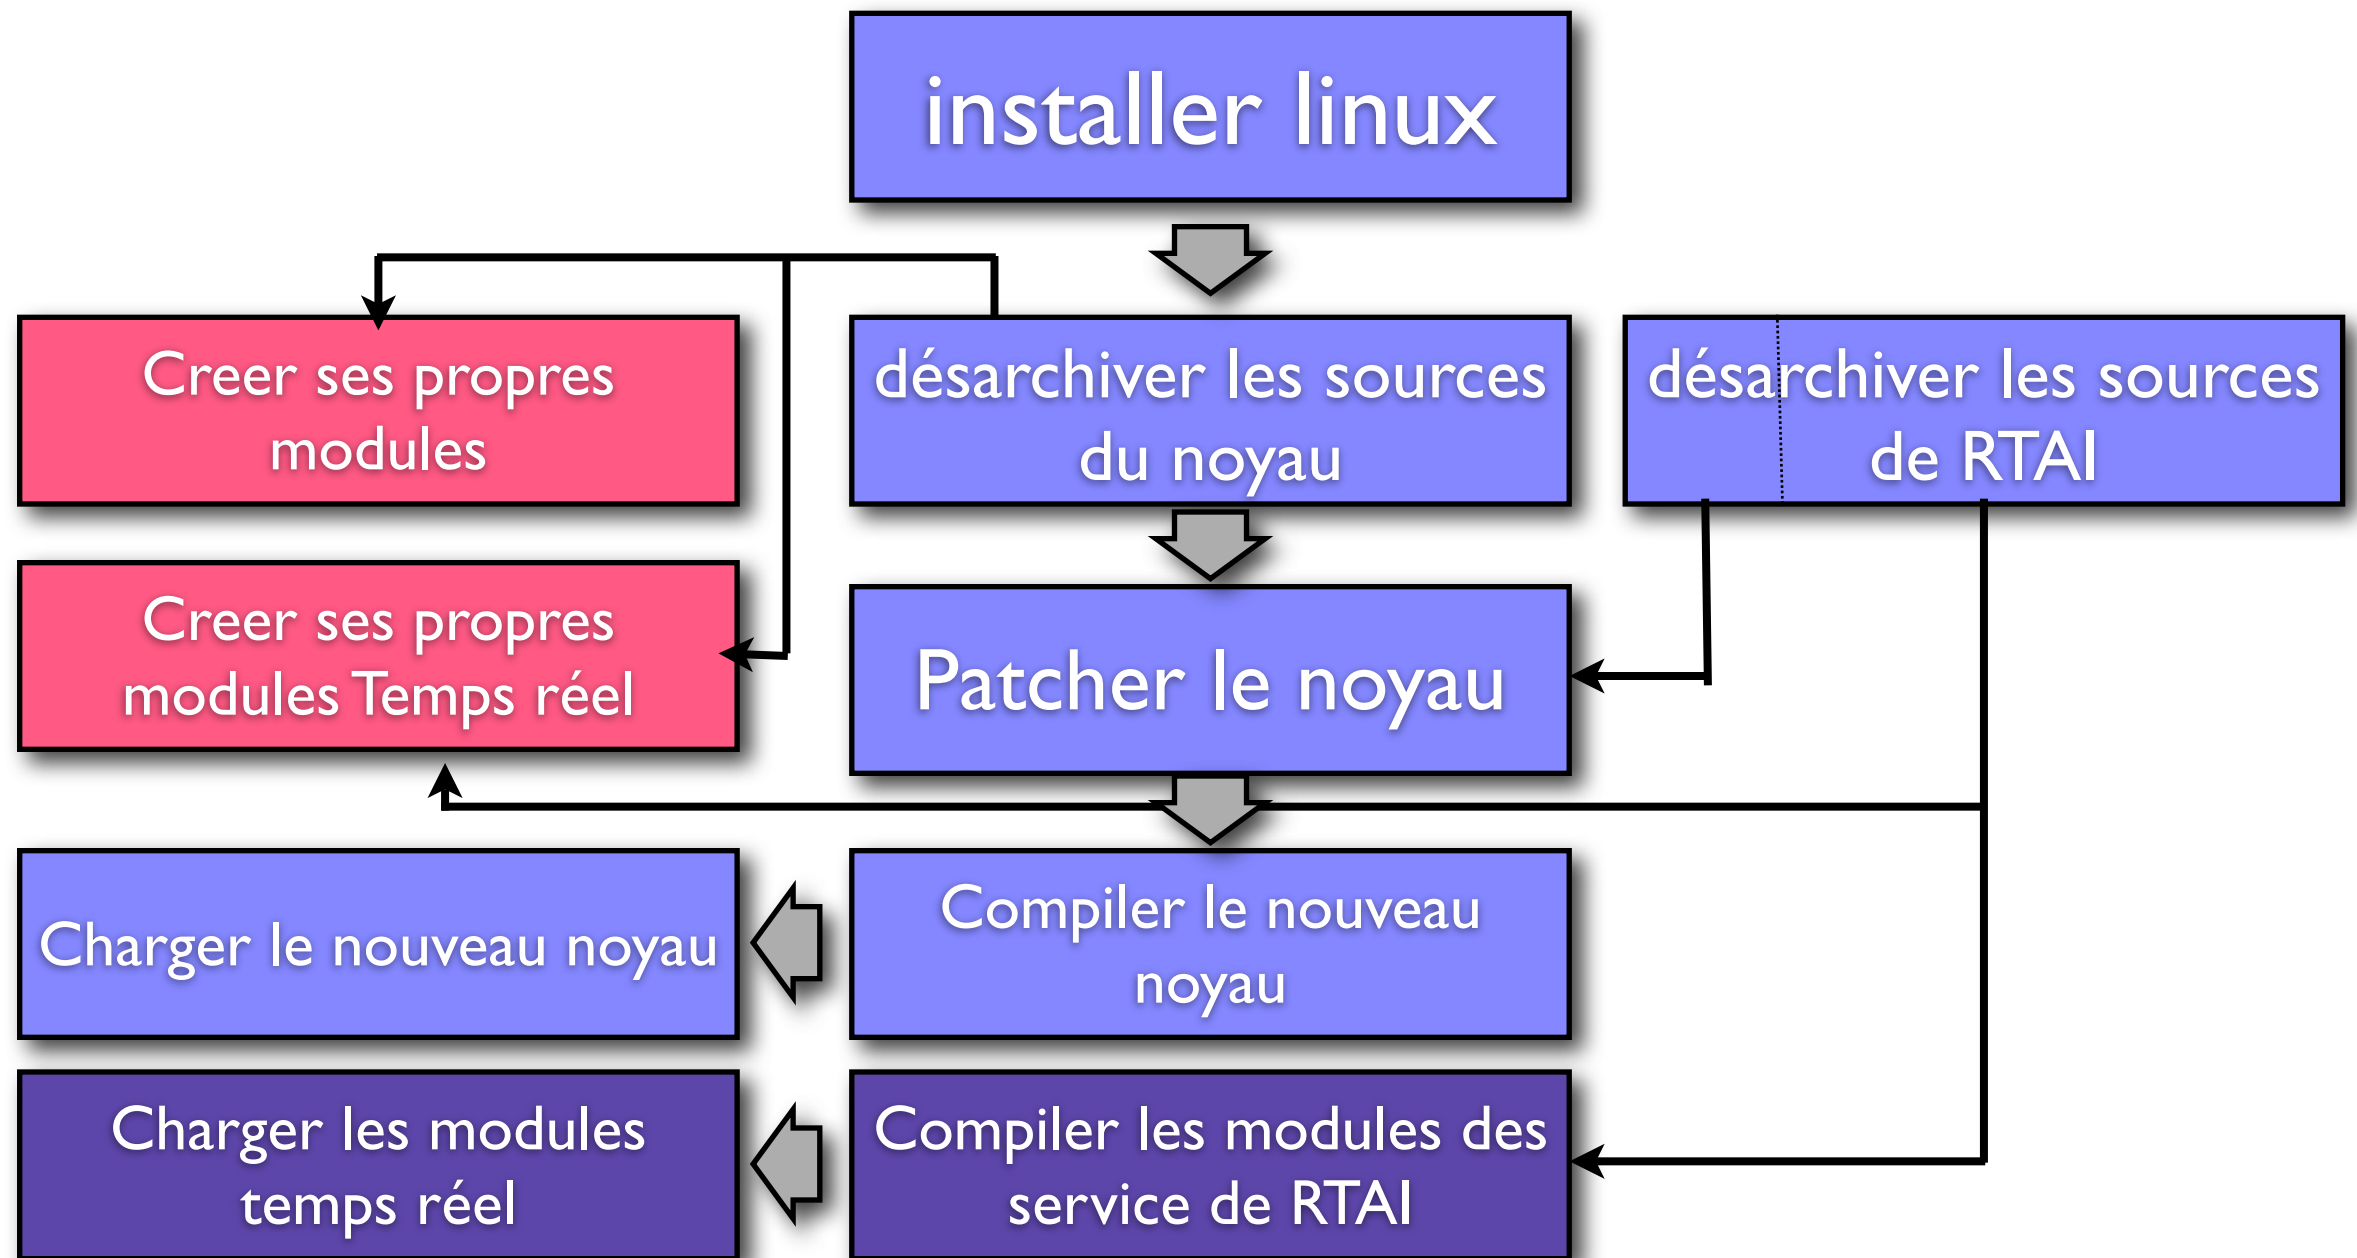 installer linux
Creer ses propres
modules
désarchiver les sources
du noyau
désarchiver les sources
de RTAI
Creer ses propres
modules Temps réel
Patcher le noyau
Charger le nouveau noyau
Compiler le nouveau
noyau
Charger les modules
temps réel
Compiler les modules des
service de RTAI